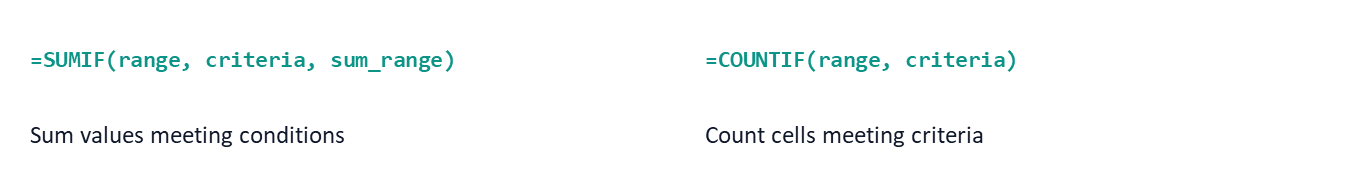 =SUMIF(range, criteria, sum_range)
Sum values meeting conditions
=COUNTIF(range, criteria)
Count cells meeting criteria